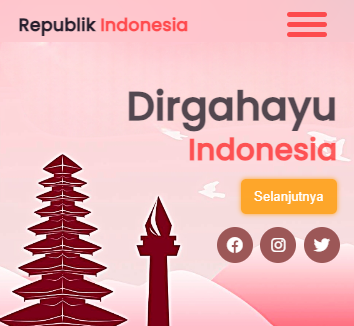 Republik Indonesia
Dirgahayu
Indonesia
Selanjutnya